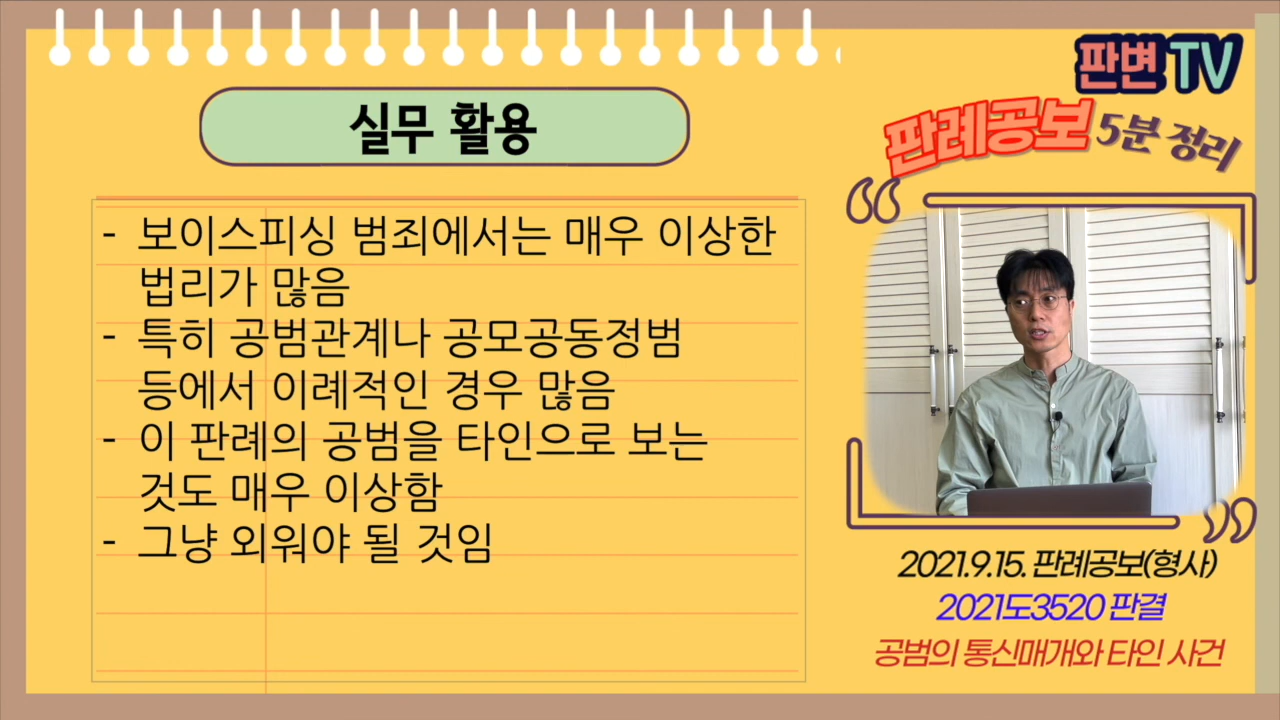 실무 활용
- 보이스피싱 범죄에서는 매우 이상한
법리가 많음
- 특히 공범관계나 공모공동정범
등에서 이례적인 경우 많음
- 이 판례의 공범을 타인으로 보는
것도 매우 이상함
- 그냥 외워야 될 것임
판변 TV
판례공보 5분 정리
2021.9.15. 판례공보(형사)
2021도3520 판결
공범의 통신매개와 타인 사건